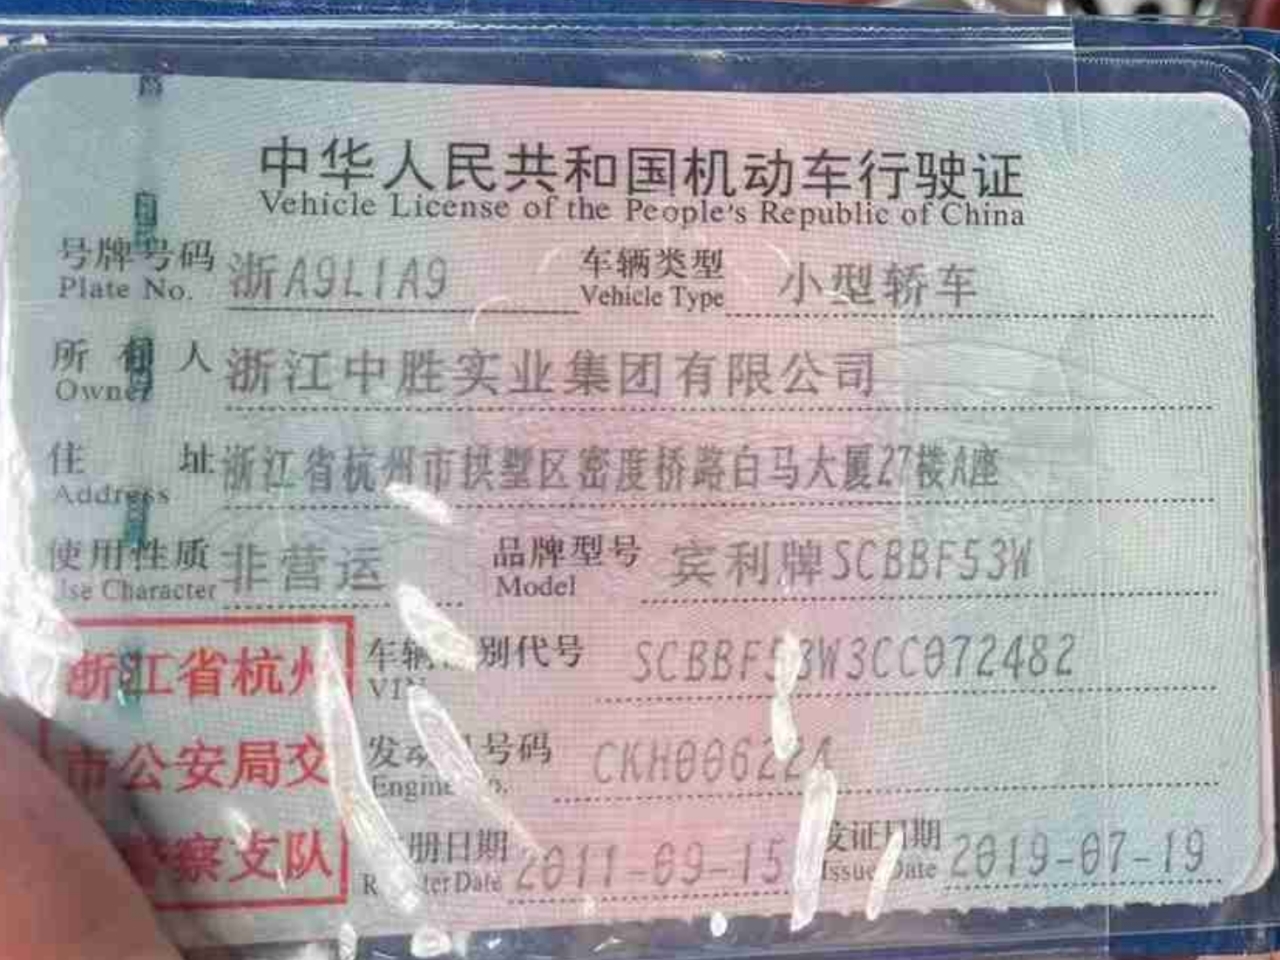 中华人民共和国机动车行驶证
Vehicle License of the People's Republic of China
号牌号码 浙A9L1A9 车辆类型 小型轿车
Plate No. Vehicle Type
所有人 浙江中胜实业集团有限公司
Owner
住址 浙江省杭州市拱墅区密度桥路白马大厦27楼A座
Address
使用性质 非营运 品牌型号 宾利牌SCBBF53W
Use Character Model
浙江省杭州 车辆 别代号 SCBBF53W3CC072482
VIN
市公安局交 发动 号码 CKH006224
Engine No.
察支队 册日期 2011-09-15 发证日期 2019-07-19
Register Date Issue Date